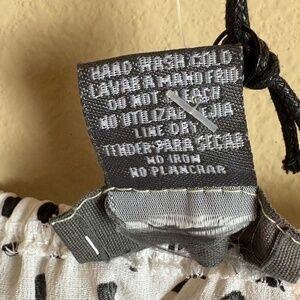 HAND WASH COLD
LAVAR A MANO FRIO
DO NOT BLEACH
NO UTILIZAR LEJIA
LINE DRY
TENDER PARA SECAR
NO IRON
NO PLANCHAR